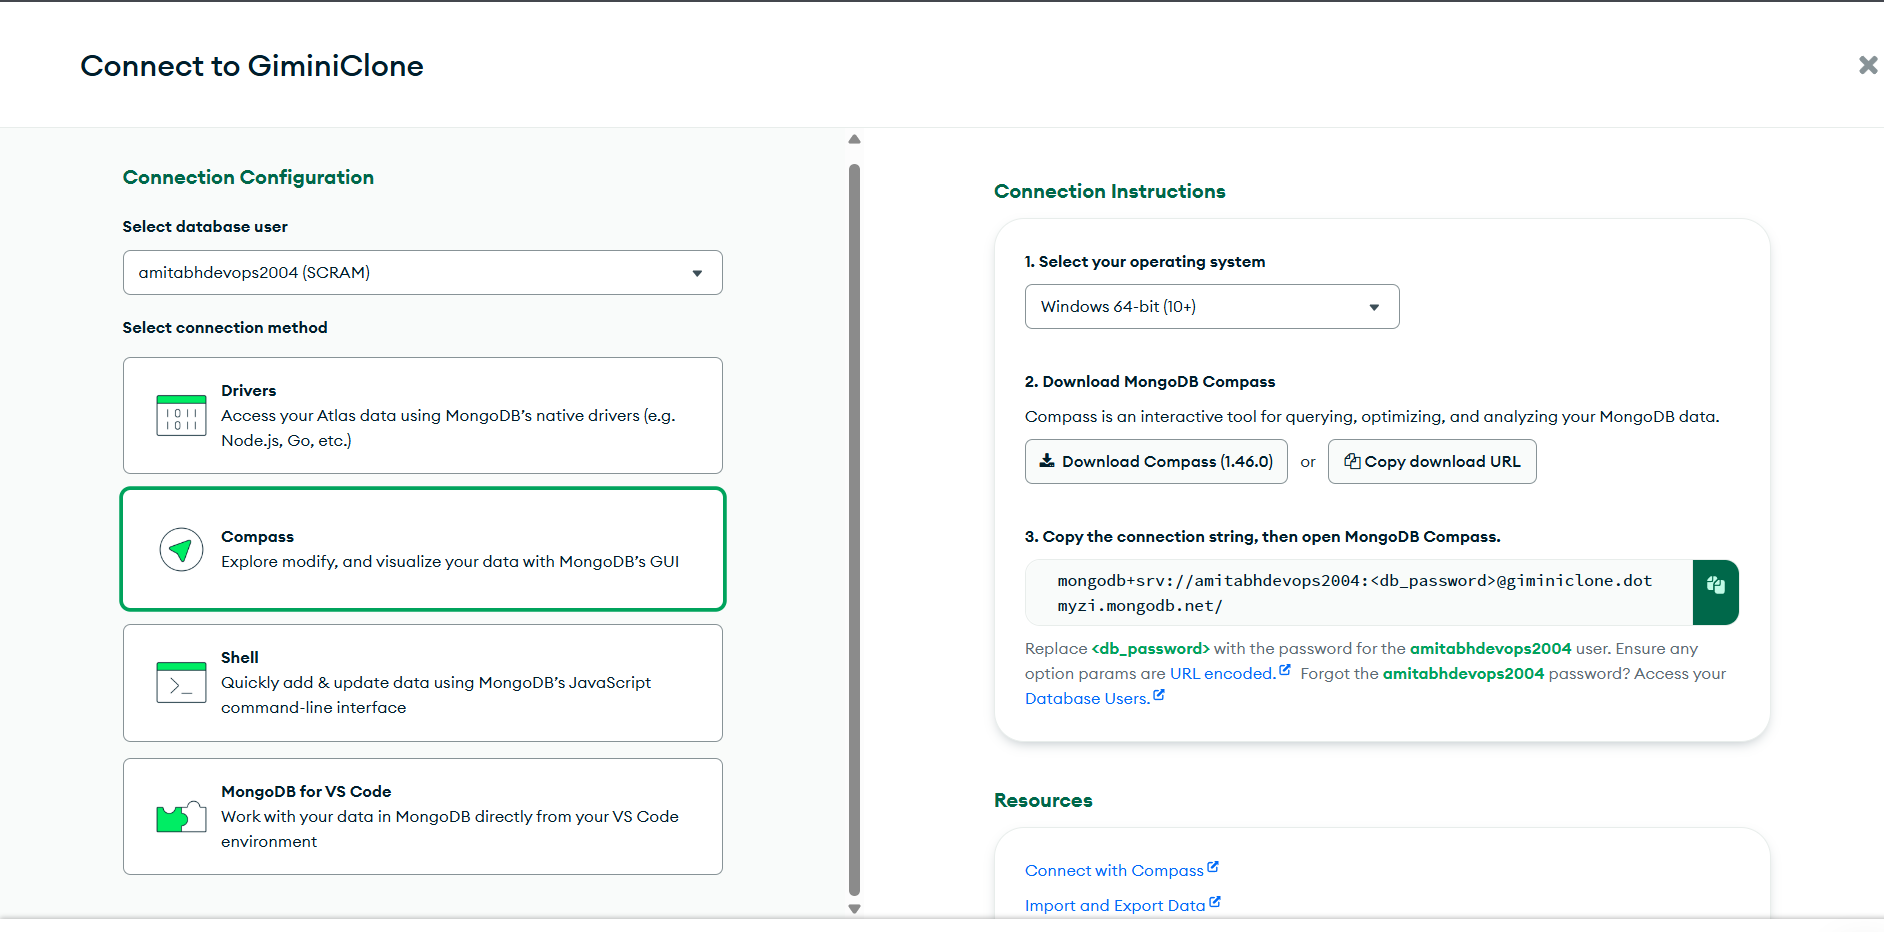 Connect to GiminiClone
Connection Configuration
Select database user
amitabhdevops2004 (SCRAM)
Select connection method
Drivers
Access your Atlas data using MongoDB’s native drivers (e.g.
Node.js, Go, etc.)
Compass
Explore modify, and visualize your data with MongoDB’s GUI
Shell
Quickly add & update data using MongoDB’s JavaScript
command-line interface
MongoDB for VS Code
Work with your data in MongoDB directly from your VS Code
environment
Connection Instructions
1. Select your operating system
Windows 64-bit (10+)
2. Download MongoDB Compass
Compass is an interactive tool for querying, optimizing, and analyzing your MongoDB data.
Download Compass (1.46.0) or Copy download URL
3. Copy the connection string, then open MongoDB Compass.
mongodb+srv://amitabhdevops2004:<db_password>@giminiclone.dot
myzi.mongodb.net/
Replace <db_password> with the password for the amitabhdevops2004 user. Ensure any
option params are URL encoded. Forgot the amitabhdevops2004 password? Access your
Database Users.
Resources
Connect with Compass
Import and Export Data